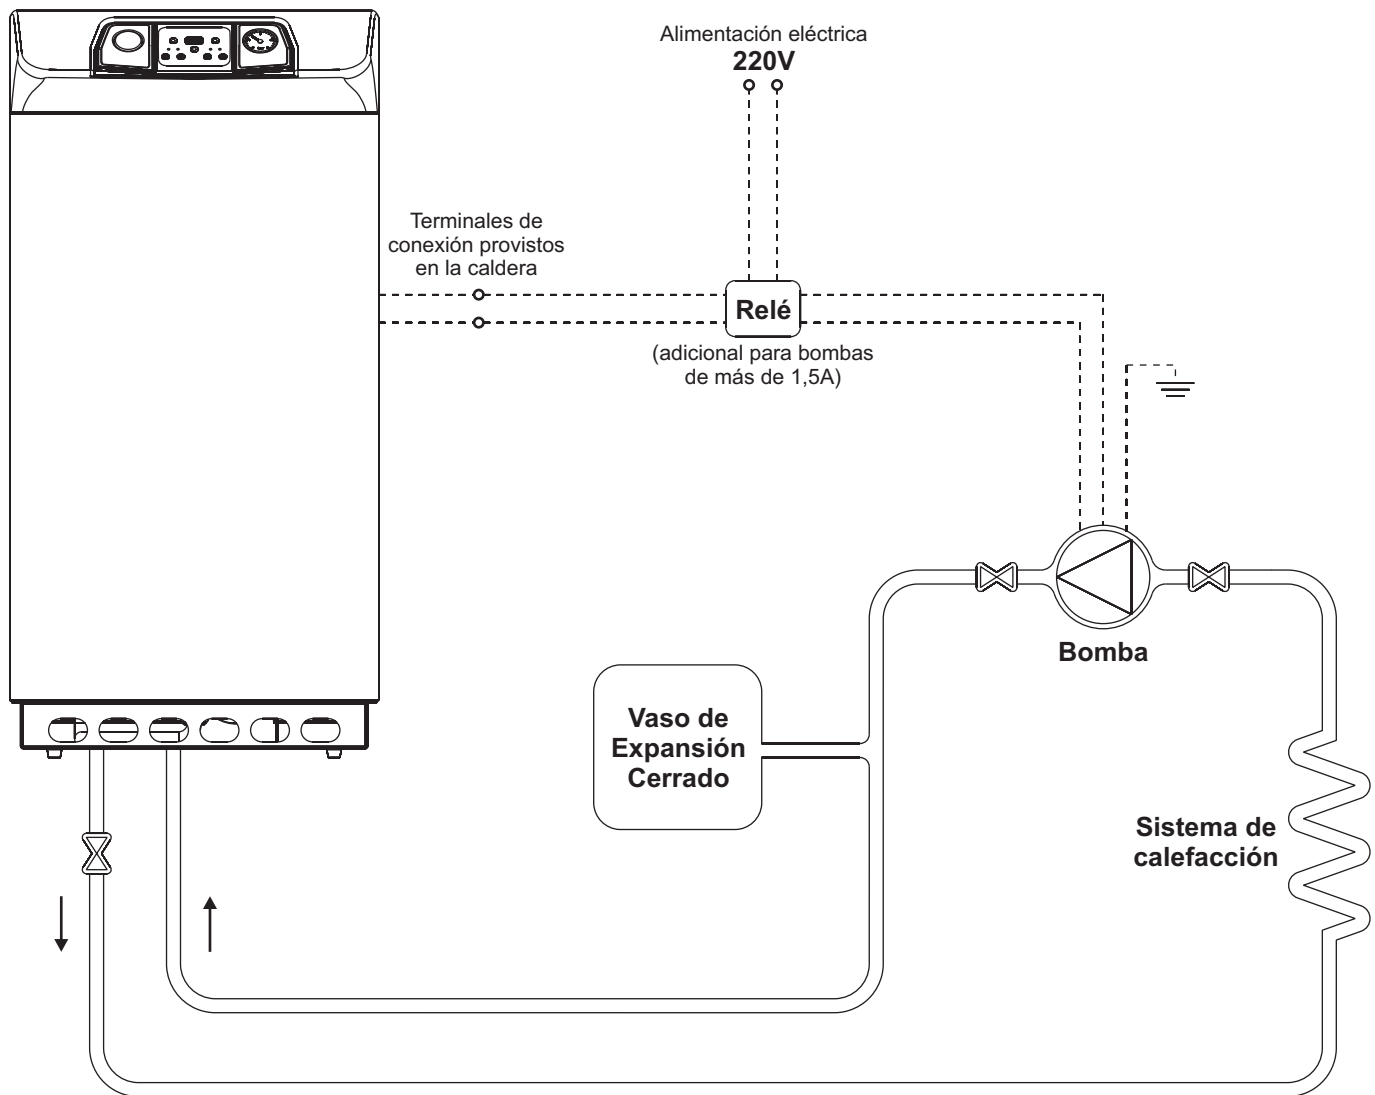 Alimentación eléctrica
220V
Terminales de
conexión provistos
en la caldera
Relé
(adicional para bombas
de más de 1,5A)
Bomba
Vaso de
Expansión
Cerrado
Sistema de
calefacción